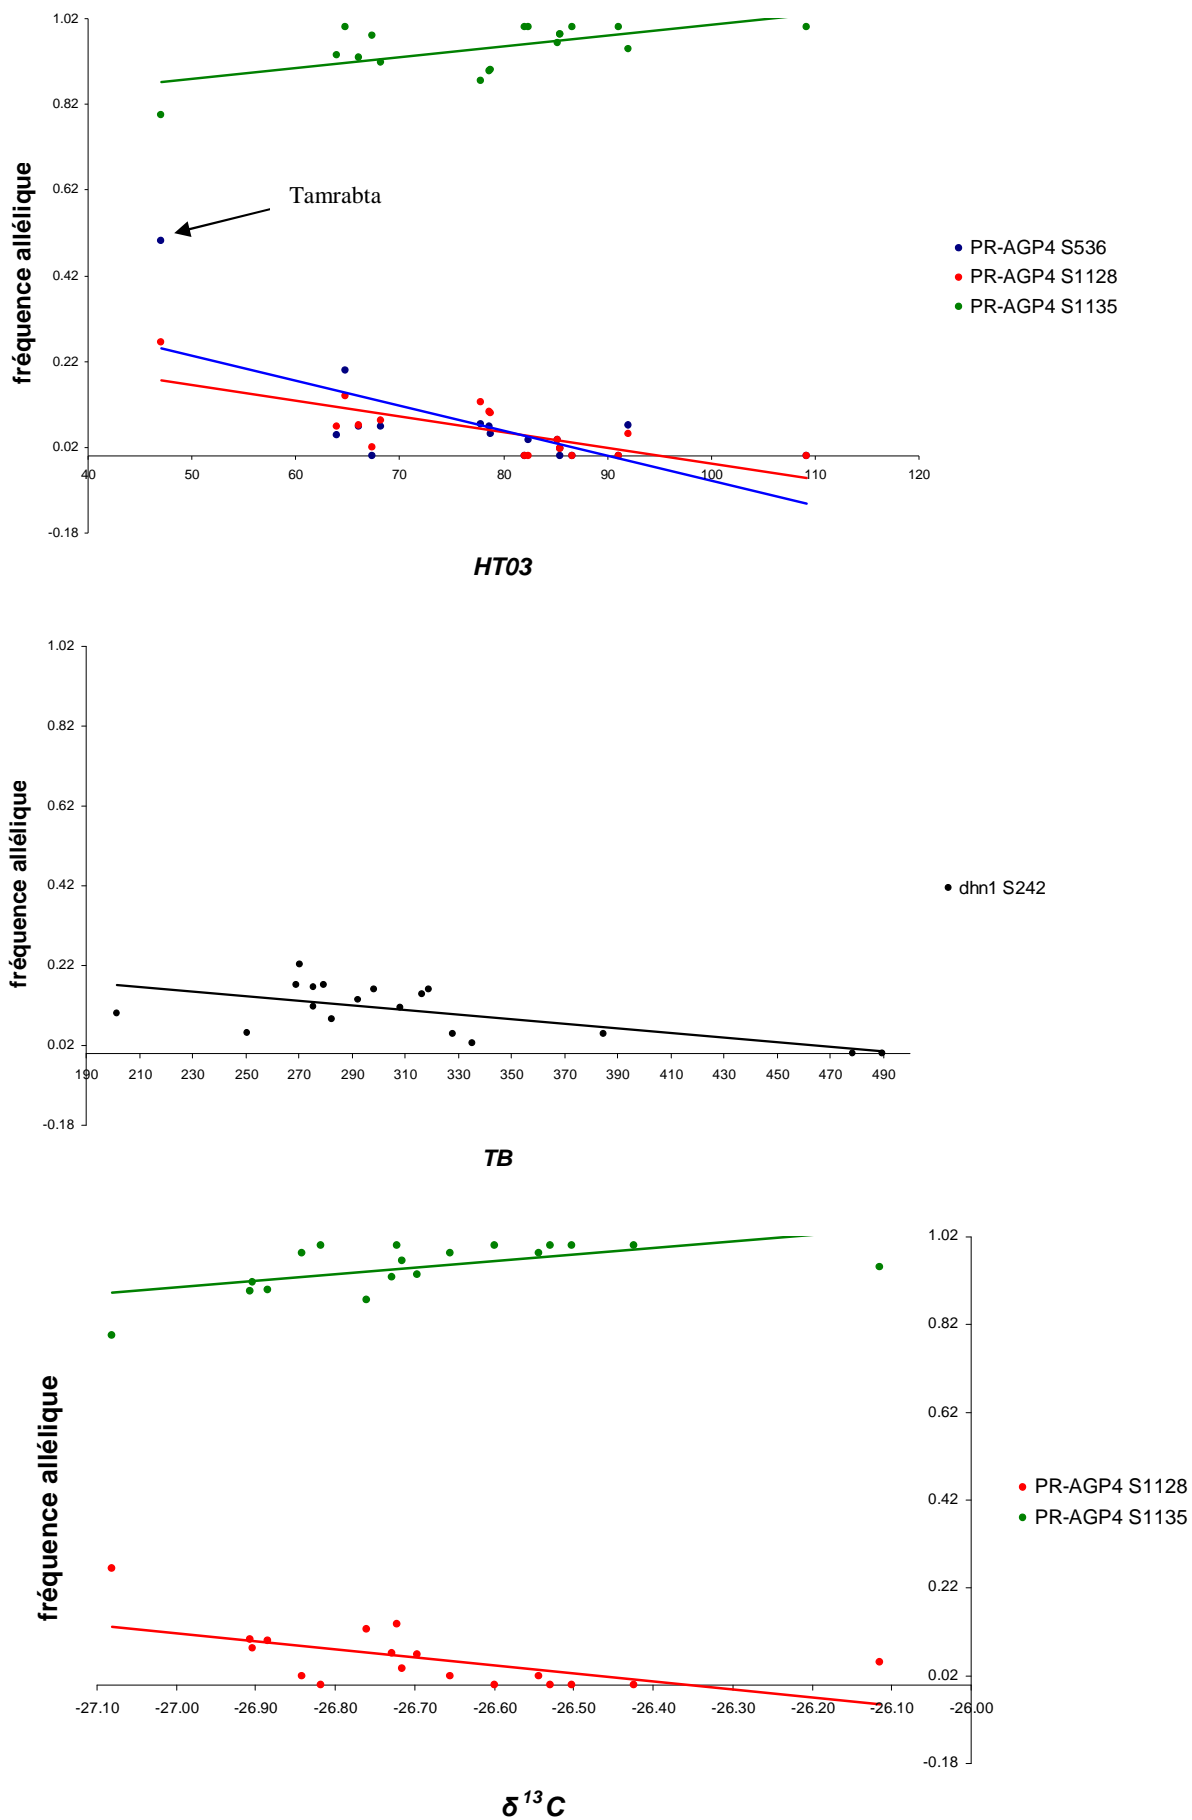 1.02
0.82
0.62
0.42
0.22
0.02
-0.18
fréquence allélique
Tamrabta
40 50 60 70 80 90 100 110 120
HT03
PR-AGP4 S536
PR-AGP4 S1128
PR-AGP4 S1135
1.02
0.82
0.62
0.42
0.22
0.02
-0.18
fréquence allélique
190 210 230 250 270 290 310 330 350 370 390 410 430 450 470 490
TB
dhn1 S242
1.02
0.82
0.62
0.42
0.22
0.02
-0.18
fréquence allélique
-27.10 -27.00 -26.90 -26.80 -26.70 -26.60 -26.50 -26.40 -26.30 -26.20 -26.10 -26.00
δ ¹³ C
PR-AGP4 S1128
PR-AGP4 S1135